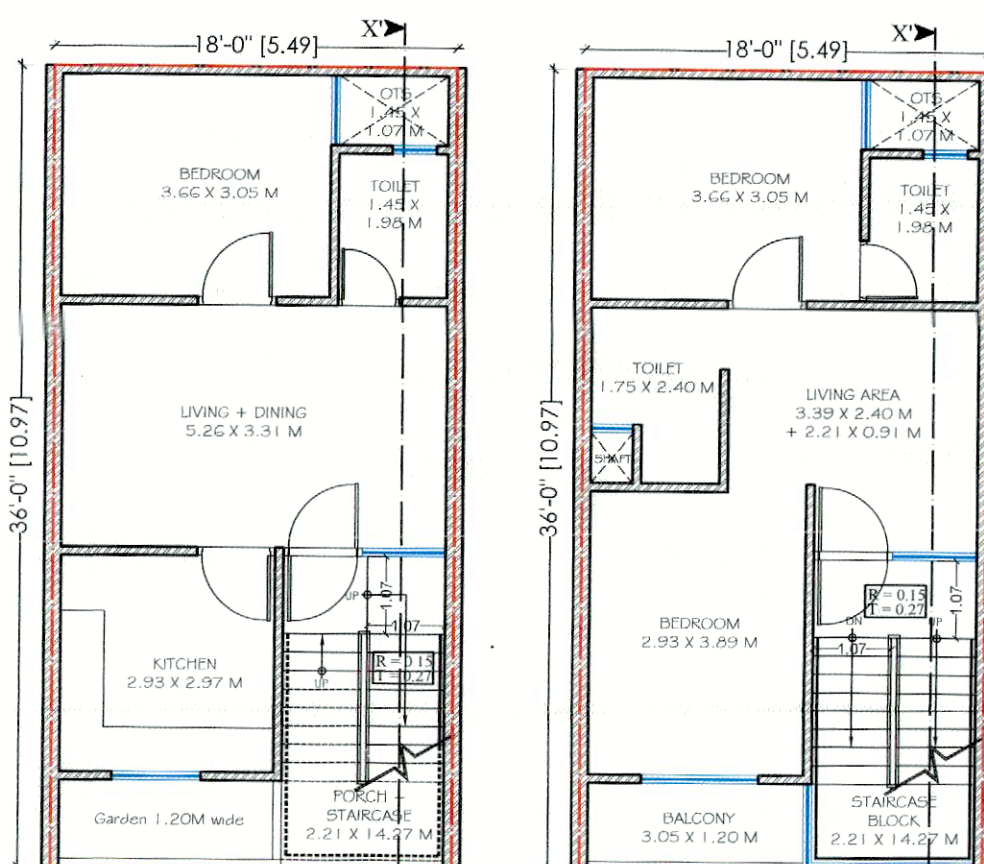 X'
18'-0" [5.49]
OTS
1.45 X
1.07 M
BEDROOM
3.66 X 3.05 M
TOILET
1.45 X
1.98 M
LIVING + DINING
5.26 X 3.31 M
36'-0" [10.97]
UP
1.07
1.07
R = 0.15
T = 0.27
UP
KITCHEN
2.93 X 2.97 M
Garden 1.20M wide
PORCH +
STAIRCASE
2.21 X 14.27 M
X'
18'-0" [5.49]
OTS
1.45 X
1.07 M
BEDROOM
3.66 X 3.05 M
TOILET
1.45 X
1.98 M
TOILET
1.75 X 2.40 M
LIVING AREA
3.39 X 2.40 M
+ 2.21 X 0.91 M
SHAFT
36'-0" [10.97]
R = 0.15
T = 0.27
1.07
DN
UP
1.07
BEDROOM
2.93 X 3.89 M
BALCONY
3.05 X 1.20 M
STAIRCASE
BLOCK
2.21 X 14.27 M